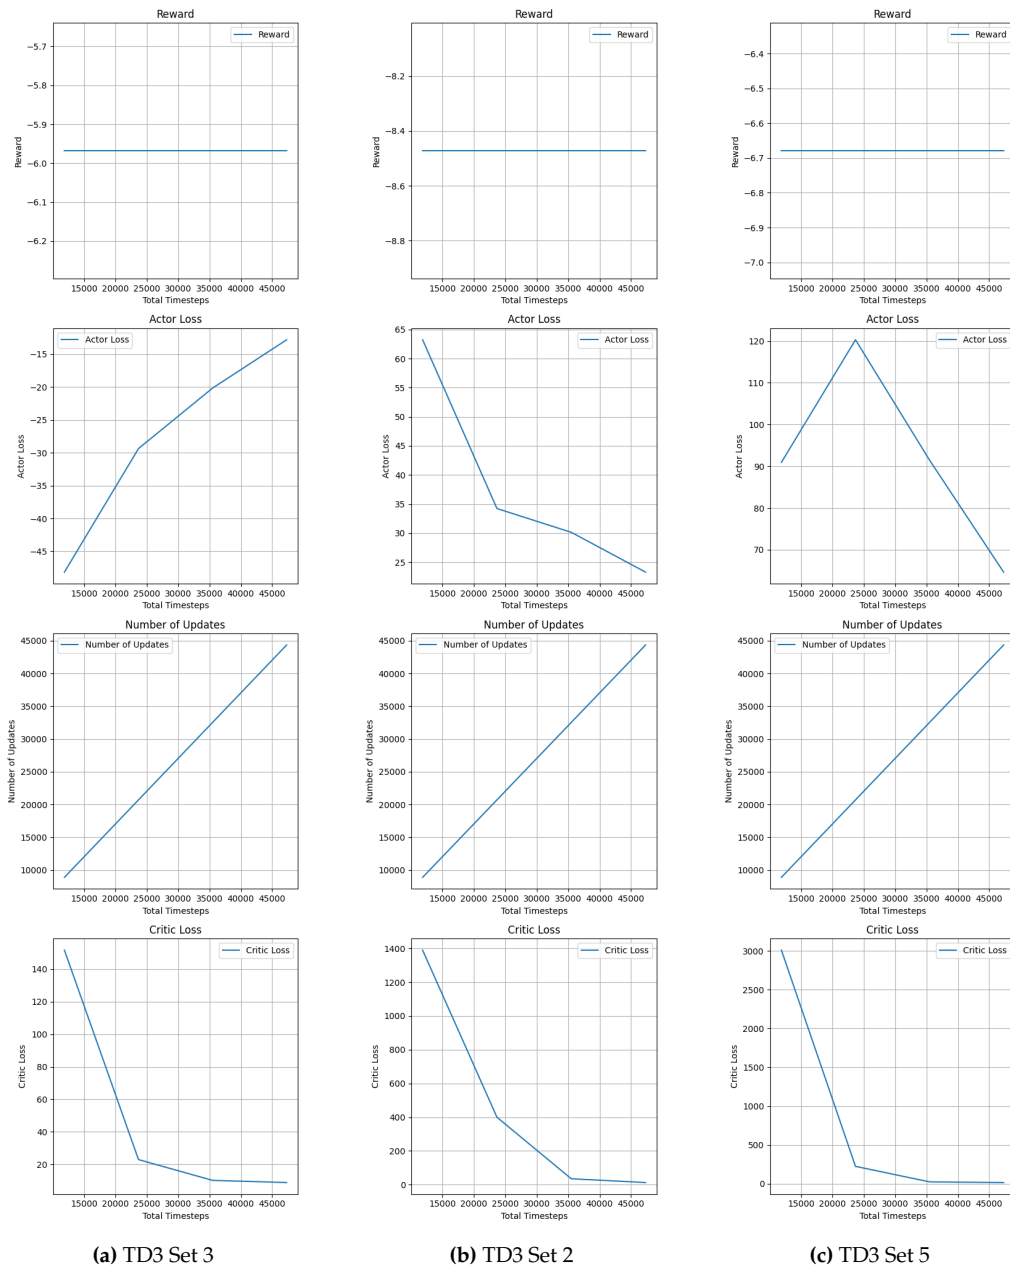 Reward
Reward
Reward
−5.7
−5.8
−5.9
−6.0
−6.1
−6.2
Reward
Reward
15000 20000 25000 30000 35000 40000 45000
Total Timesteps
−8.2
−8.4
−8.6
−8.8
Reward
Reward
15000 20000 25000 30000 35000 40000 45000
Total Timesteps
−6.4
−6.5
−6.6
−6.7
−6.8
−6.9
−7.0
Reward
Reward
15000 20000 25000 30000 35000 40000 45000
Total Timesteps
Actor Loss
Actor Loss
Actor Loss
−15
−20
−25
−30
−35
−40
−45
Actor Loss
Actor Loss
15000 20000 25000 30000 35000 40000 45000
Total Timesteps
65
60
55
50
45
40
35
30
25
Actor Loss
Actor Loss
15000 20000 25000 30000 35000 40000 45000
Total Timesteps
120
110
100
90
80
70
Actor Loss
Actor Loss
15000 20000 25000 30000 35000 40000 45000
Total Timesteps
Number of Updates
Number of Updates
Number of Updates
45000
40000
35000
30000
25000
20000
15000
10000
Number of Updates
Number of Updates
15000 20000 25000 30000 35000 40000 45000
Total Timesteps
45000
40000
35000
30000
25000
20000
15000
10000
Number of Updates
Number of Updates
15000 20000 25000 30000 35000 40000 45000
Total Timesteps
45000
40000
35000
30000
25000
20000
15000
10000
Number of Updates
Number of Updates
15000 20000 25000 30000 35000 40000 45000
Total Timesteps
Critic Loss
Critic Loss
Critic Loss
140
120
100
80
60
40
20
Critic Loss
Critic Loss
15000 20000 25000 30000 35000 40000 45000
Total Timesteps
1400
1200
1000
800
600
400
200
0
Critic Loss
Critic Loss
15000 20000 25000 30000 35000 40000 45000
Total Timesteps
3000
2500
2000
1500
1000
500
0
Critic Loss
Critic Loss
15000 20000 25000 30000 35000 40000 45000
Total Timesteps
(a) TD3 Set 3
(b) TD3 Set 2
(c) TD3 Set 5